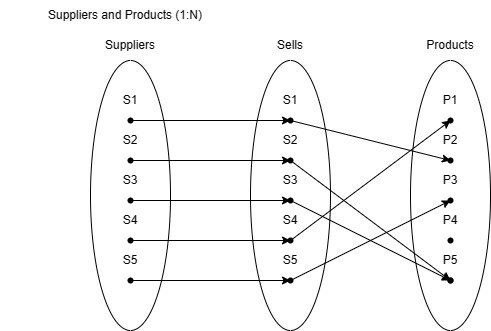 Suppliers and Products (1:N)
Suppliers Sells Products
S1 S1 P1
S2 S2 P2
S3 S3 P3
S4 S4 P4
S5 S5 P5